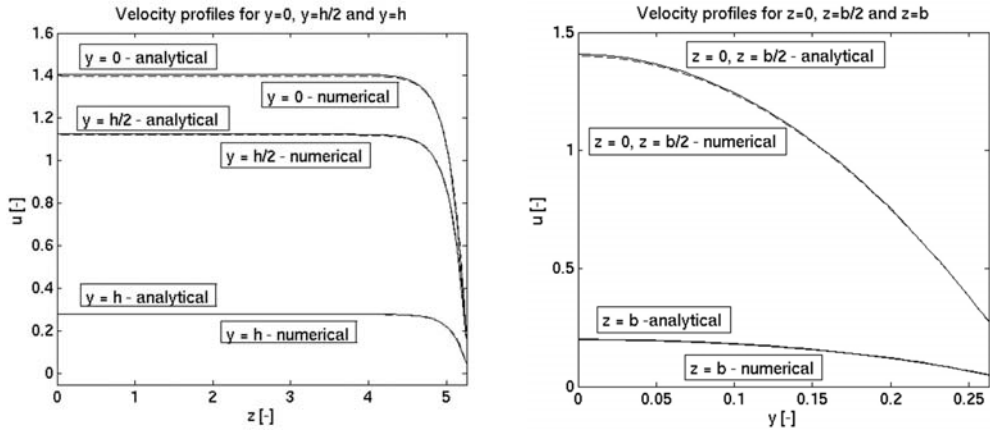 Velocity profiles for y=0, y=h/2 and y=h
1.6
1.4
1.2
1
0.8
0.6
0.4
0.2
0
u [-]
y = 0 - analytical
y = 0 - numerical
y = h/2 - analytical
y = h/2 - numerical
y = h - analytical
y = h - numerical
0
1
2
3
4
5
z [-]
Velocity profiles for z=0, z=b/2 and z=b
1.5
1
0.5
0
u [-]
z = 0, z = b/2 - analytical
z = 0, z = b/2 - numerical
z = b -analytical
z = b - numerical
0
0.05
0.1
0.15
0.2
0.25
y [-]